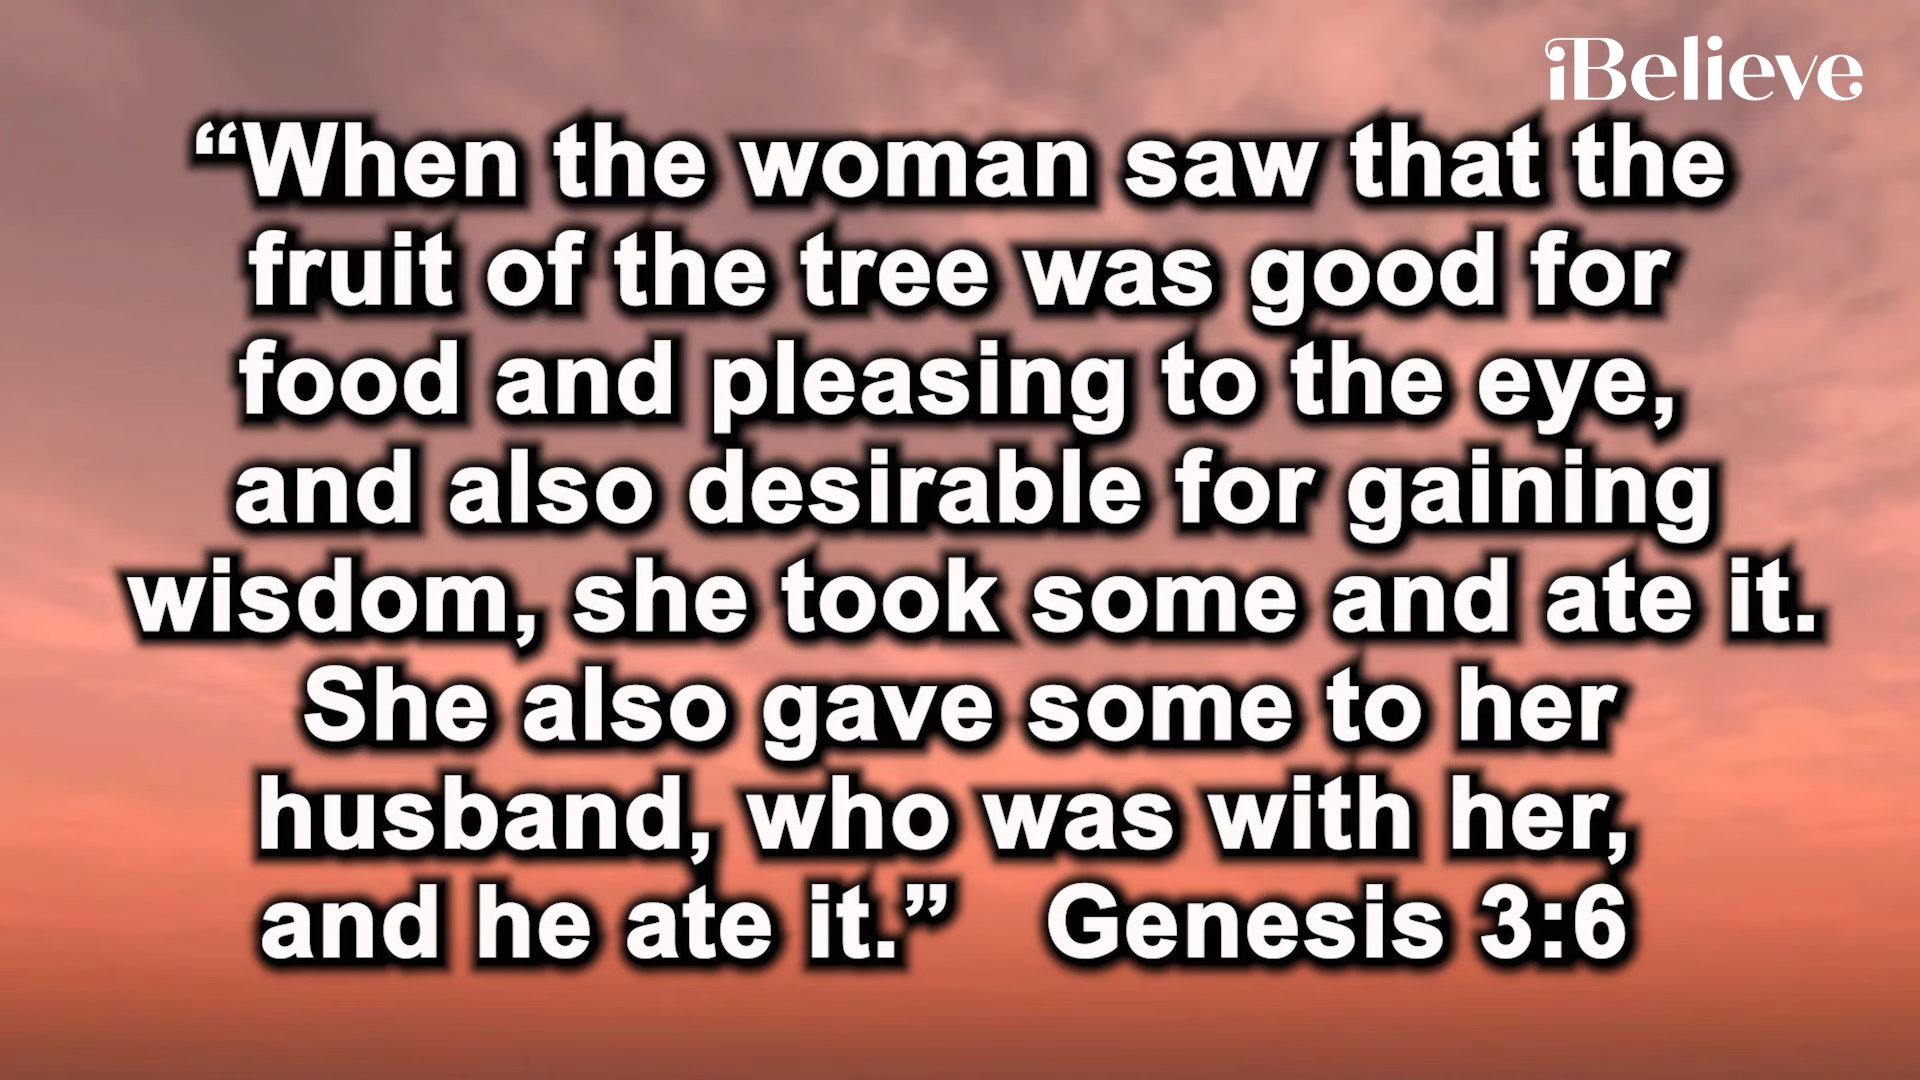 iBelieve
“When the woman saw that the
fruit of the tree was good for
food and pleasing to the eye,
and also desirable for gaining
wisdom, she took some and ate it.
She also gave some to her
husband, who was with her,
and he ate it.” Genesis 3:6